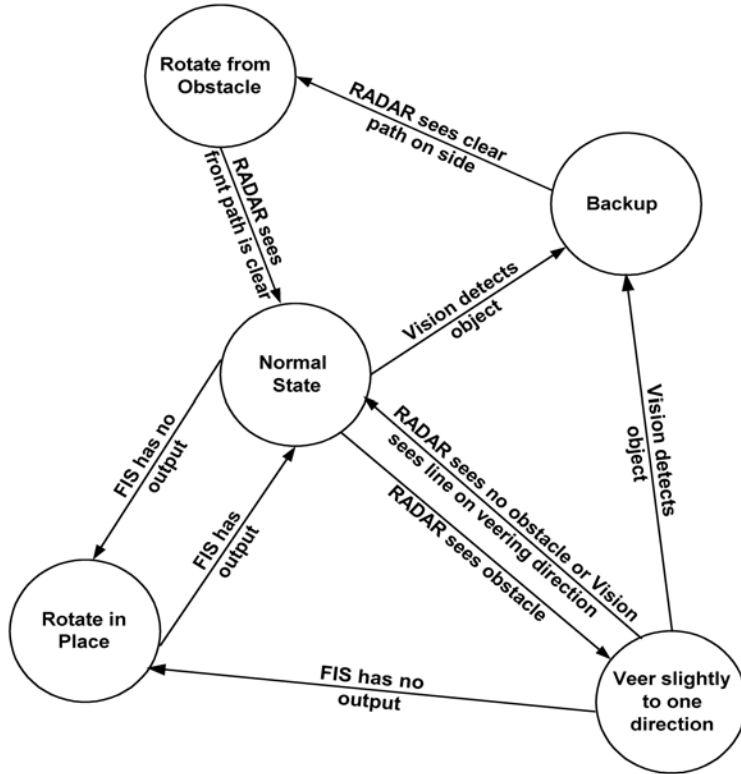 Rotate from
Obstacle
RADAR sees clear
path on side
Backup
RADAR sees
front path is clear
Vision detects
object
Normal
State
Vision detects
object
FIS has no
output
FIS has
output
RADAR sees no obstacle or Vision
sees line on veering direction
RADAR sees obstacle
Rotate in
Place
FIS has no
output
Veer slightly
to one
direction